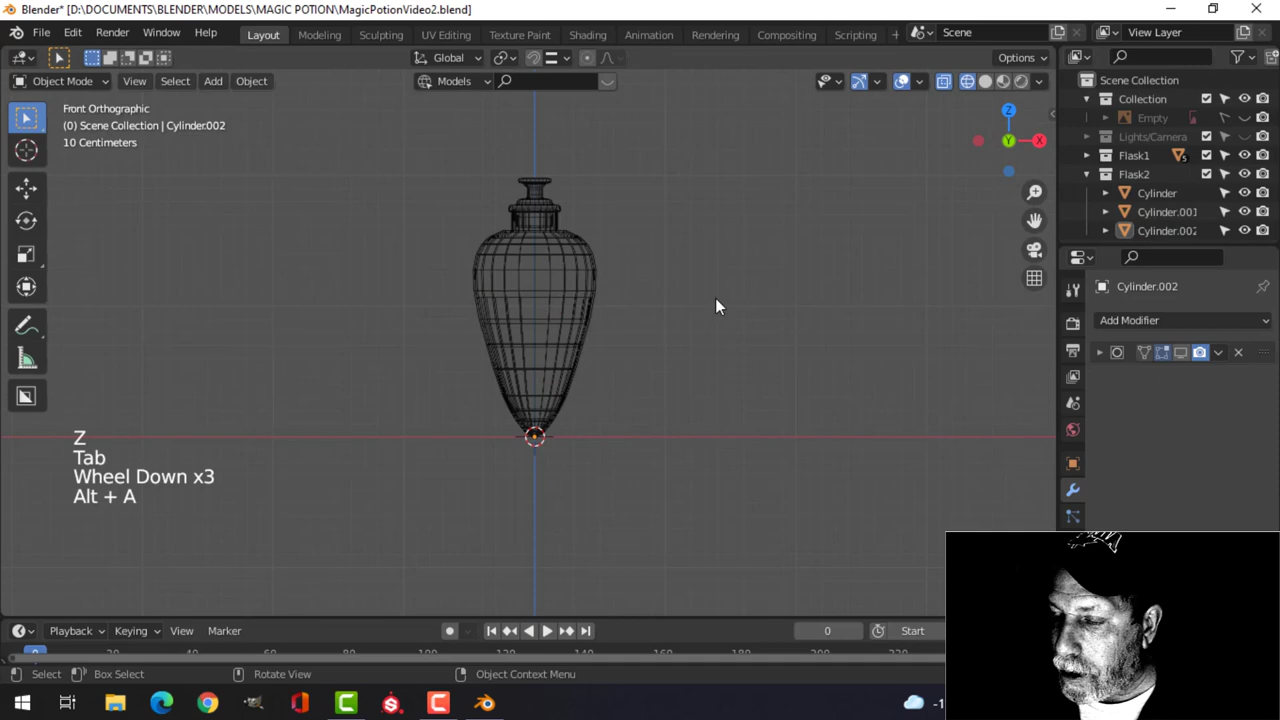 Blender* [D:\DOCUMENTS\BLENDER\MODELS\MAGIC POTION\MagicPotionVideo2.blend]
File Edit Render Window Help Layout Modeling Sculpting UV Editing Texture Paint Shading Animation Rendering Compositing Scripting + Scene View Layer
Global Options
Object Mode View Select Add Object Models
Front Orthographic
(0) Scene Collection | Cylinder.002
10 Centimeters
Z
X
Y
Scene Collection
Collection
Empty
Lights/Camera
Flask1 5
Flask2
Cylinder
Cylinder.001
Cylinder.002
Cylinder.002
Add Modifier
Z
Tab
Wheel Down x3
Alt + A
Playback Keying View Marker 0 Start
0
Select Box Select Rotate View Object Context Menu